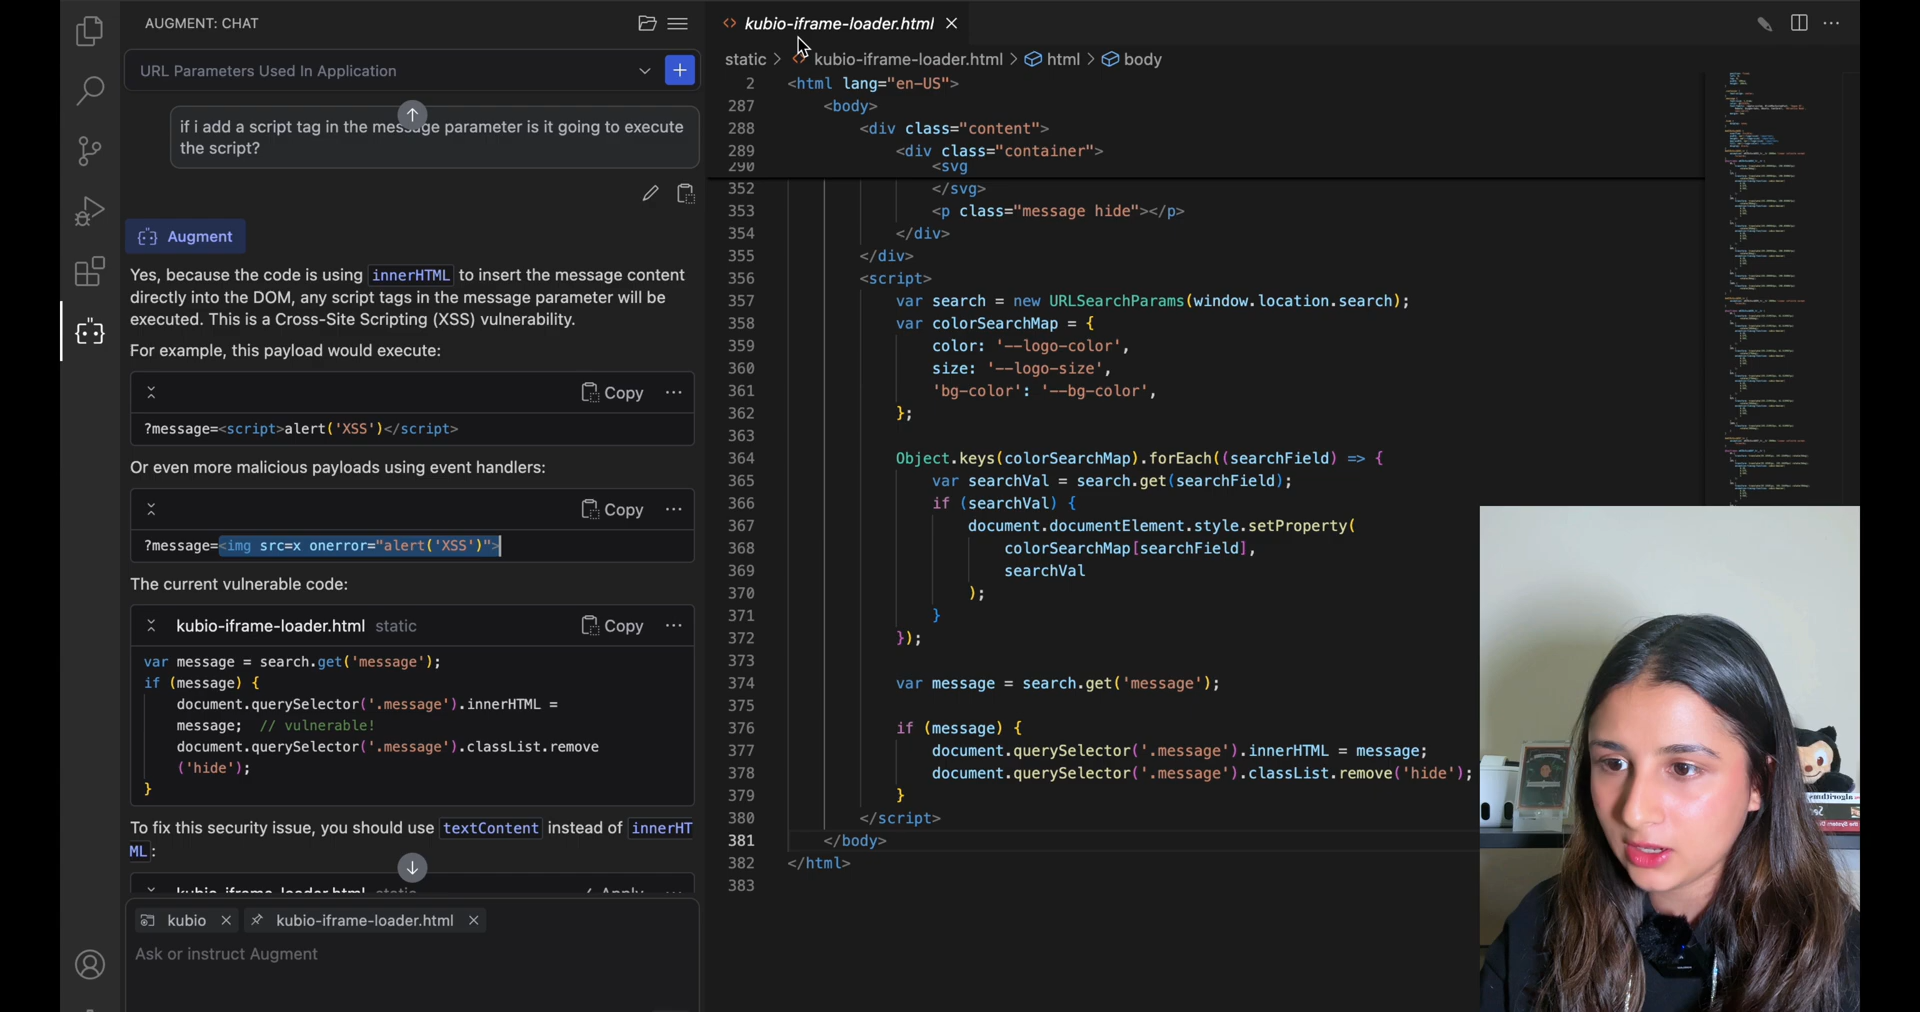 AUGMENT: CHAT
URL Parameters Used In Application
if i add a script tag in the message parameter is it going to execute
the script?
Augment
Yes, because the code is using innerHTML to insert the message content
directly into the DOM, any script tags in the message parameter will be
executed. This is a Cross-Site Scripting (XSS) vulnerability.
For example, this payload would execute:
Copy
?message=<script>alert('XSS')</script>
Or even more malicious payloads using event handlers:
Copy
?message=<img src=x onerror="alert('XSS')">
The current vulnerable code:
kubio-iframe-loader.html static Copy
var message = search.get('message');
if (message) {
document.querySelector('.message').innerHTML =
message; // vulnerable!
document.querySelector('.message').classList.remove
('hide');
}
To fix this security issue, you should use textContent instead of innerHT
ML:
kubio-iframe-loader.html static Apply
kubio kubio-iframe-loader.html
Ask or instruct Augment
kubio-iframe-loader.html
static > kubio-iframe-loader.html > html > body
2 <html lang="en-US">
287 <body>
288 <div class="content">
289 <div class="container">
290 <svg
352 </svg>
353 <p class="message hide"></p>
354 </div>
355 </div>
356 <script>
357 var search = new URLSearchParams(window.location.search);
358 var colorSearchMap = {
359 color: '--logo-color',
360 size: '--logo-size',
361 'bg-color': '--bg-color',
362 };
363
364 Object.keys(colorSearchMap).forEach((searchField) => {
365 var searchVal = search.get(searchField);
366 if (searchVal) {
367 document.documentElement.style.setProperty(
368 colorSearchMap[searchField],
369 searchVal
370 );
371 }
372 });
373
374 var message = search.get('message');
375
376 if (message) {
377 document.querySelector('.message').innerHTML = message;
378 document.querySelector('.message').classList.remove('hide');
379 }
380 </script>
381 </body>
382 </html>
383